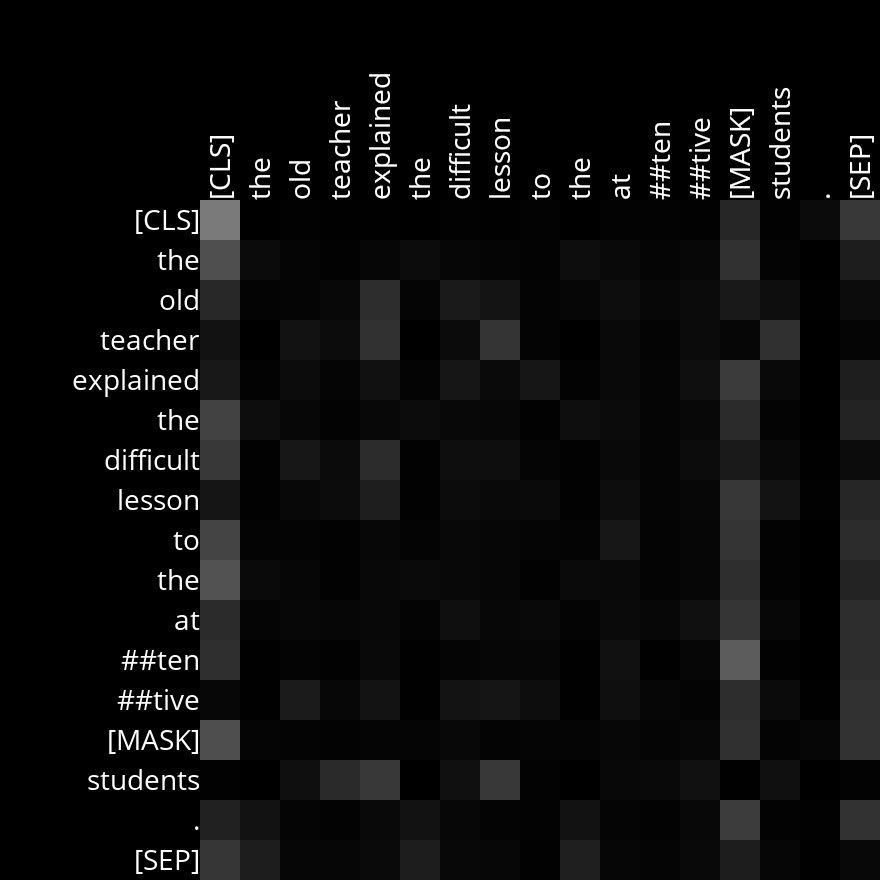 [CLS] the old teacher explained the difficult lesson to the at ##ten ##tive [MASK] students . [SEP]
[CLS]
the
old
teacher
explained
the
difficult
lesson
to
the
at
##ten
##tive
[MASK]
students
.
[SEP]